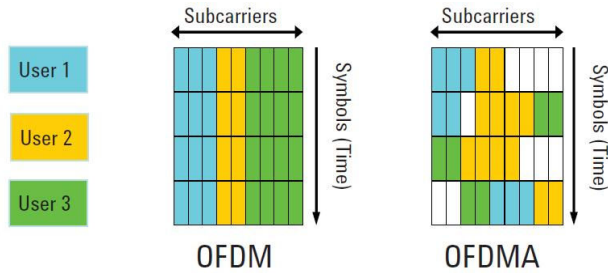 Subcarriers
Subcarriers
User 1
User 2
User 3
Symbols (Time)
Symbols (Time)
OFDM
OFDMA